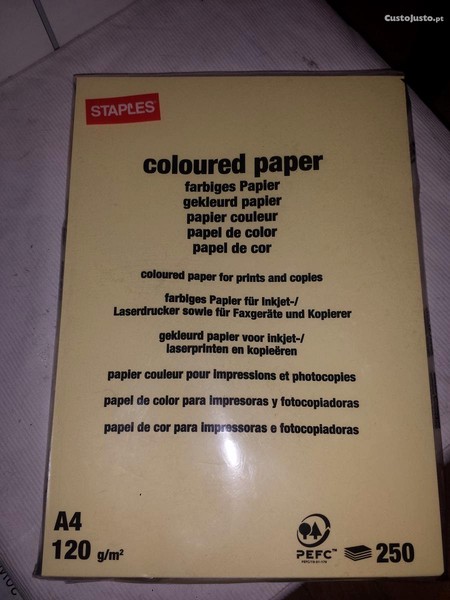 CustoJusto.pt
STAPLES
coloured paper
farbiges Papier
gekleurd papier
papier couleur
papel de color
papel de cor
coloured paper for prints and copies
farbiges Papier für Inkjet-/
Laserdrucker sowie für Faxgeräte und Kopierer
gekleurd papier voor inkjet-/
laserprinten en kopieëren
papier couleur pour impressions et photocopies
papel de color para impresoras y fotocopiadoras
papel de cor para impressoras e fotocopiadoras
A4
120 g/m²
PEFC™
250